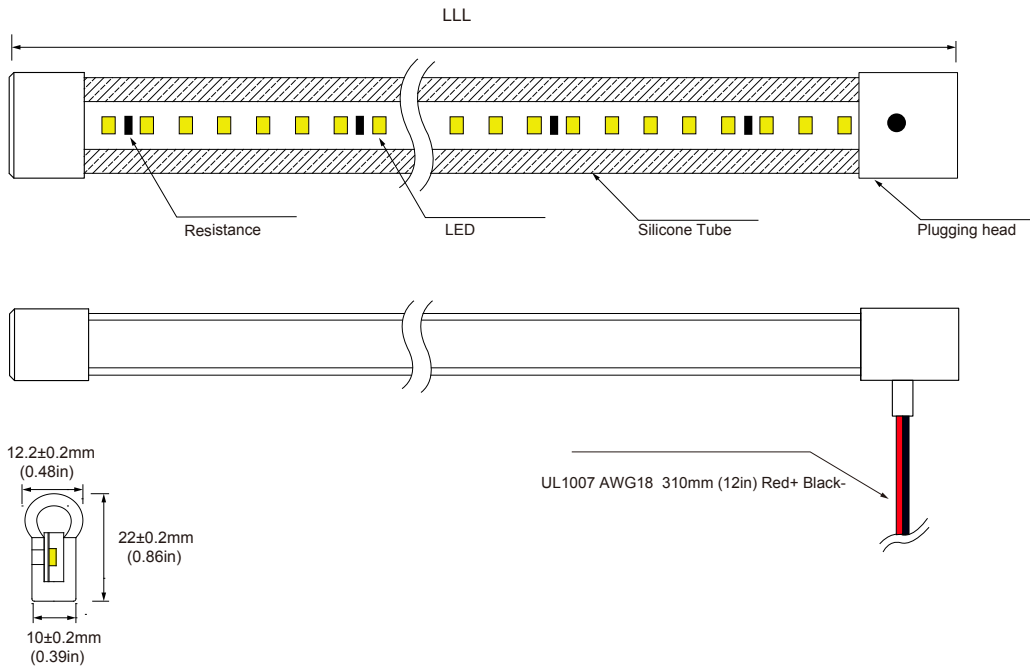 LLL
Resistance
LED
Silicone Tube
Plugging head
UL1007 AWG18 310mm (12in) Red+ Black-
12.2±0.2mm
(0.48in)
22±0.2mm
(0.86in)
10±0.2mm
(0.39in)